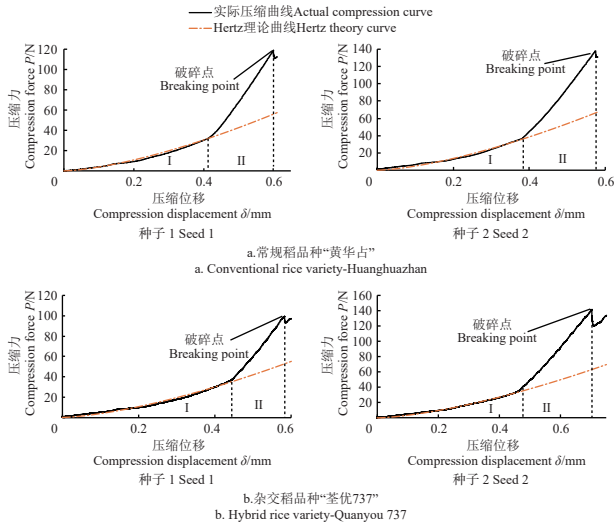 实际压缩曲线Actual compression curve
Hertz理论曲线Hertz theory curve
压缩力
Compression force P/N
120
100
80
60
40
20
0
0.2
0.4
0.6
破碎点
Breaking point
I
II
压缩位移
Compression displacement δ/mm
种子 1 Seed 1
压缩力
Compression force P/N
140
120
100
80
60
40
20
0
0.2
0.4
0.6
破碎点
Breaking point
I
II
压缩位移
Compression displacement δ/mm
种子 2 Seed 2
a.常规稻品种“黄华占”
a. Conventional rice variety-Huanghuazhan
压缩力
Compression force P/N
120
100
80
60
40
20
0
0.2
0.4
0.6
破碎点
Breaking point
I
II
压缩位移
Compression displacement δ/mm
种子 1 Seed 1
压缩力
Compression force P/N
160
140
120
100
80
60
40
20
0
0.2
0.4
0.6
破碎点
Breaking point
I
II
压缩位移
Compression displacement δ/mm
种子 2 Seed 2
b.杂交稻品种“荃优737”
b. Hybrid rice variety-Quanyou 737